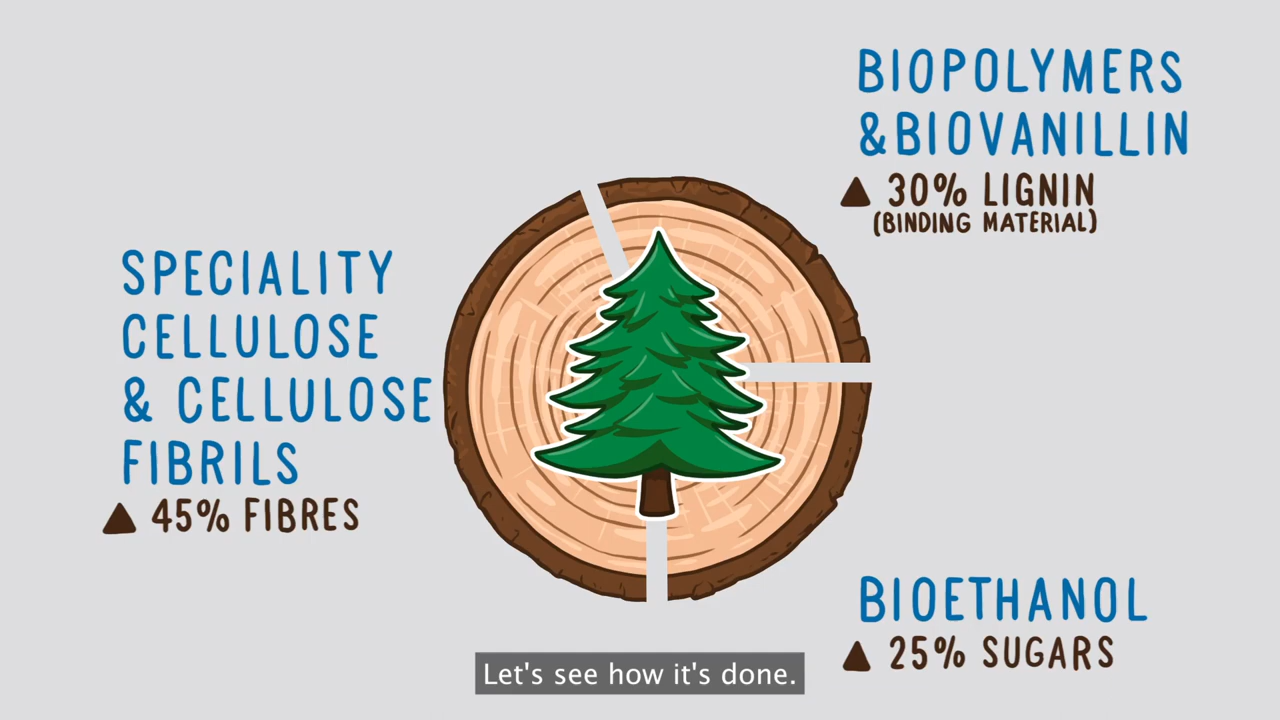 BIOPOLYMERS
&BIOVANILLIN
30% LIGNIN
(BINDING MATERIAL)
SPECIALITY
CELLULOSE
& CELLULOSE
FIBRILS
45% FIBRES
BIOETHANOL
25% SUGARS
Let's see how it's done.